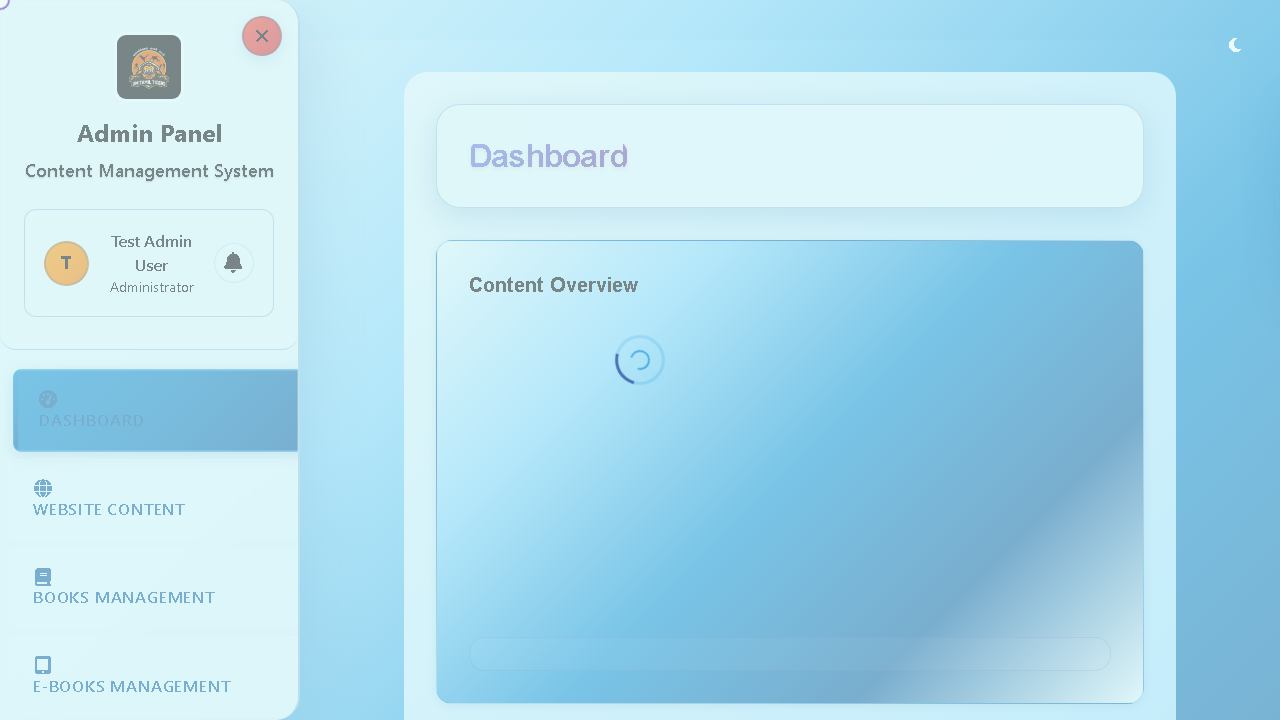 Admin Panel
Content Management System
T
Test Admin
User
Administrator
DASHBOARD
WEBSITE CONTENT
BOOKS MANAGEMENT
E-BOOKS MANAGEMENT
Dashboard
Content Overview